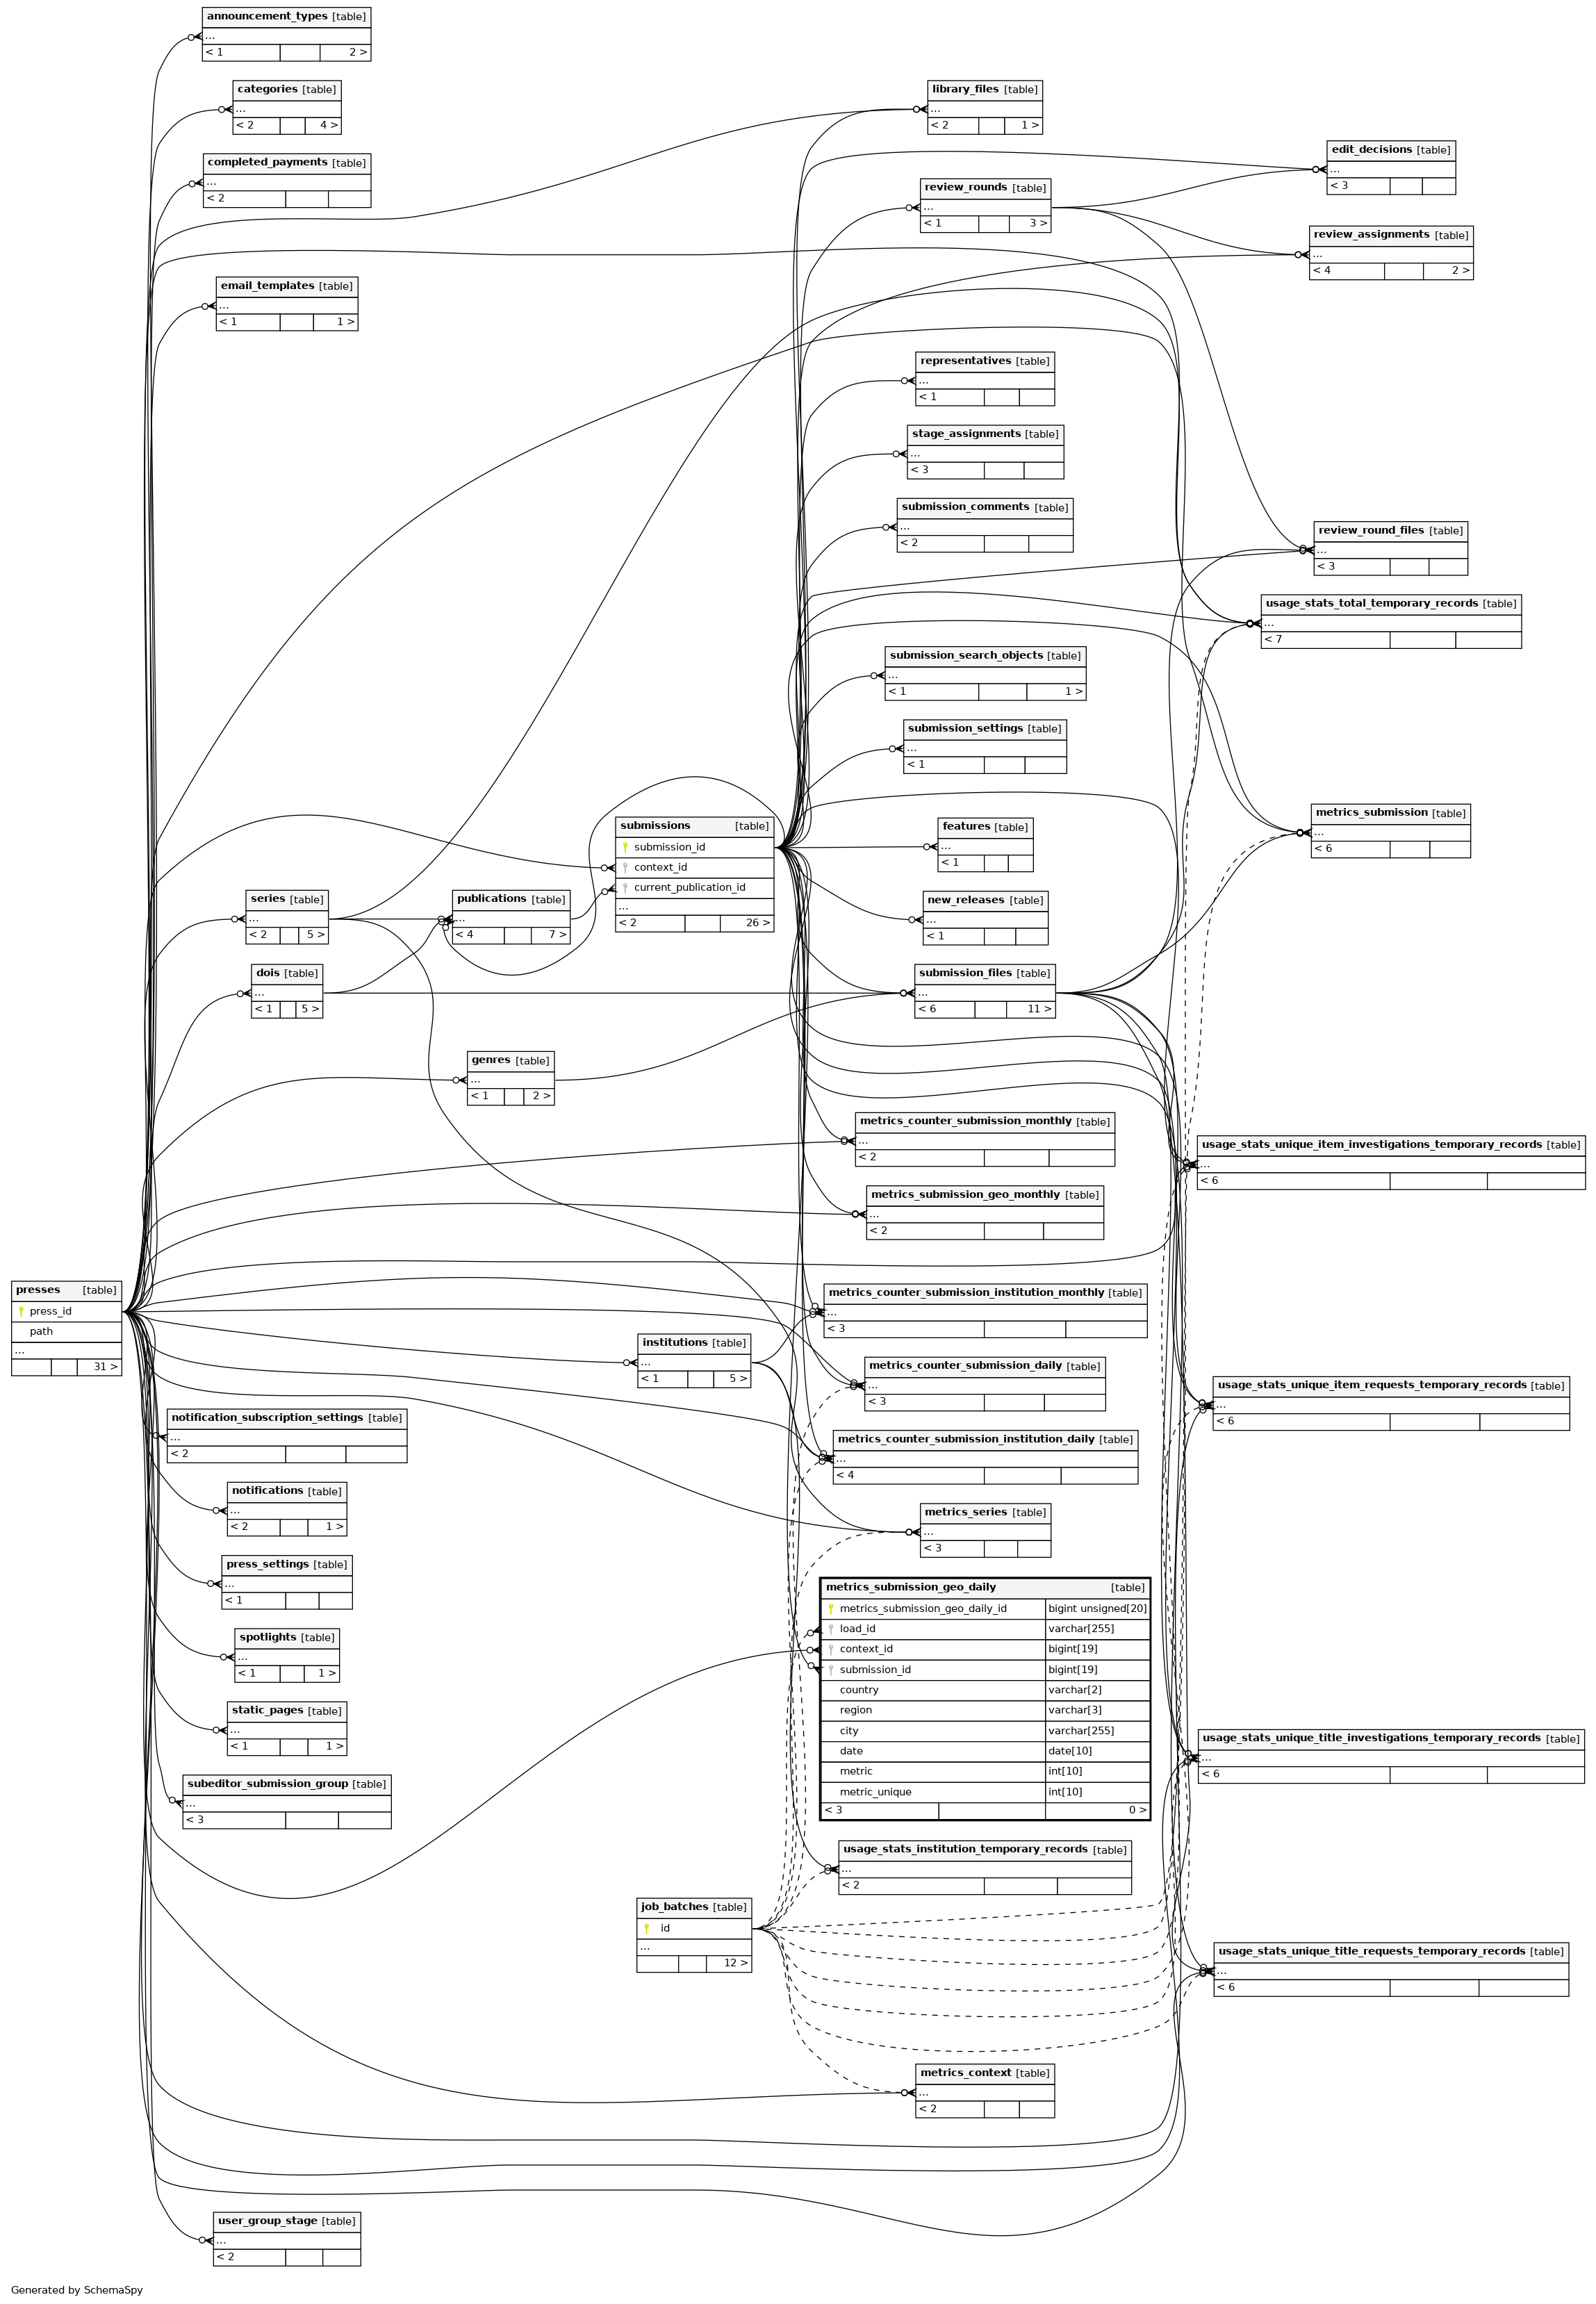 announcement_types [table]
...
< 1 2 >
categories [table]
...
< 2 4 >
completed_payments [table]
...
< 2
email_templates [table]
...
< 1 1 >
library_files [table]
...
< 2 1 >
review_rounds [table]
...
< 1 3 >
edit_decisions [table]
...
< 3
review_assignments [table]
...
< 4 2 >
representatives [table]
...
< 1
stage_assignments [table]
...
< 3
submission_comments [table]
...
< 2
review_round_files [table]
...
< 3
usage_stats_total_temporary_records [table]
...
< 7
submission_search_objects [table]
...
< 1 1 >
submission_settings [table]
...
< 1
metrics_submission [table]
...
< 6
submissions [table]
submission_id
context_id
current_publication_id
...
< 2 26 >
features [table]
...
< 1
series [table]
...
< 2 5 >
publications [table]
...
< 4 7 >
new_releases [table]
...
< 1
dois [table]
...
< 1 5 >
submission_files [table]
...
< 6 11 >
genres [table]
...
< 1 2 >
metrics_counter_submission_monthly [table]
...
< 2
usage_stats_unique_item_investigations_temporary_records [table]
...
< 6
metrics_submission_geo_monthly [table]
...
< 2
presses [table]
press_id
path
...
31 >
metrics_counter_submission_institution_monthly [table]
...
< 3
institutions [table]
...
< 1 5 >
metrics_counter_submission_daily [table]
...
< 3
usage_stats_unique_item_requests_temporary_records [table]
...
< 6
notification_subscription_settings [table]
...
< 2
metrics_counter_submission_institution_daily [table]
...
< 4
notifications [table]
...
< 2 1 >
metrics_series [table]
...
< 3
press_settings [table]
...
< 1
metrics_submission_geo_daily [table]
metrics_submission_geo_daily_id bigint unsigned[20]
load_id varchar[255]
context_id bigint[19]
submission_id bigint[19]
country varchar[2]
region varchar[3]
city varchar[255]
date date[10]
metric int[10]
metric_unique int[10]
< 3 0 >
spotlights [table]
...
< 1 1 >
static_pages [table]
...
< 1 1 >
usage_stats_unique_title_investigations_temporary_records [table]
...
< 6
subeditor_submission_group [table]
...
< 3
usage_stats_institution_temporary_records [table]
...
< 2
job_batches [table]
id
...
12 >
usage_stats_unique_title_requests_temporary_records [table]
...
< 6
metrics_context [table]
...
< 2
user_group_stage [table]
...
< 2
Generated by SchemaSpy